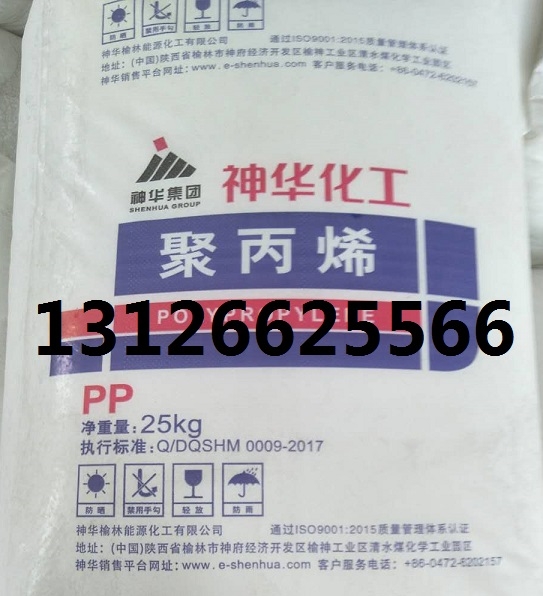 防晒 禁用手勾 轻放 防雨
神华榆林能源化工有限公司 通过ISO9001:2015质量管理体系认证
地址：(中国)陕西省榆林市神府经济开发区榆神工业区清水煤化学工业园区
神华销售平台网址：www.e-shenhua.com 客户服务电话：+86-0472-6202157
神华集团
SHENHUA GROUP
神华化工
聚丙烯
POLYPROPYLENE
13126625566
PP
净重量：25kg
执行标准：Q/DQSHM 0009-2017
防晒 禁用手勾 轻放 防雨
神华榆林能源化工有限公司 通过ISO9001:2015质量管理体系认证
地址：(中国)陕西省榆林市神府经济开发区榆神工业区清水煤化学工业园区
神华销售平台网址：www.e-shenhua.com 客户服务电话：+86-0472-6202157